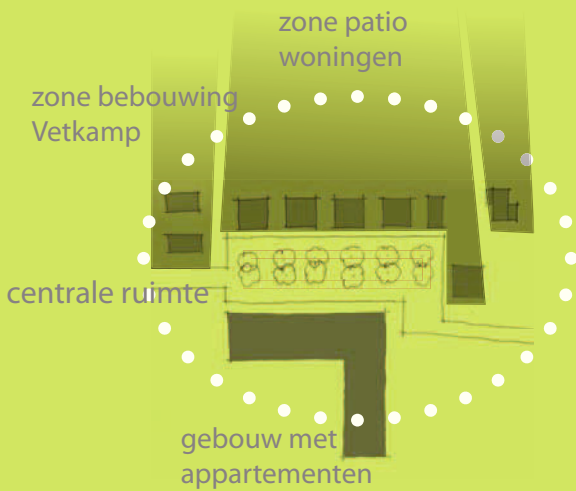 zone patio
woningen
zone bebouwing
Vetkamp
centrale ruimte
gebouw met
appartementen